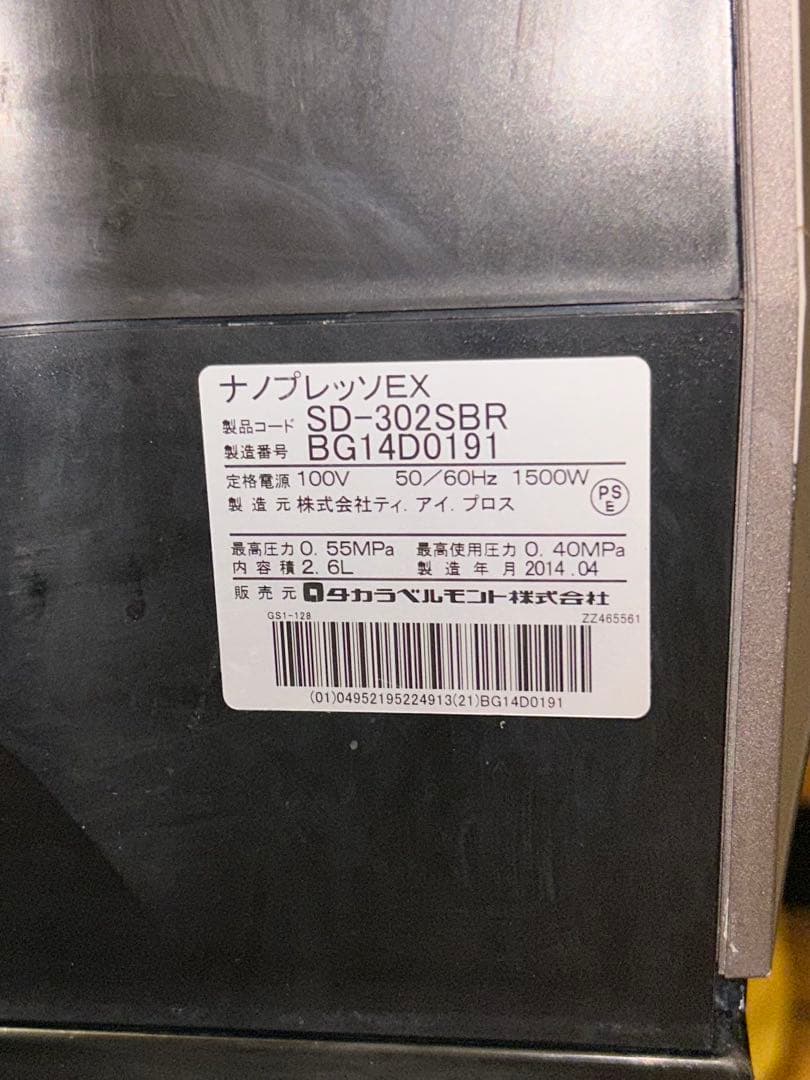 ナノプレッソEX
製品コード SD-302SBR
製造番号 BG14D0191
定格電源 100V 50/60Hz 1500W
製造元 株式会社ティ.アイ.プロス
PS
E
最高圧力 0.55MPa 最高使用圧力 0.40MPa
内容積 2.6L 製造年月 2014.04
販売元 タカラベルモント株式会社
GS1-128 ZZ465561
(01)04952195224913(21)BG14D0191